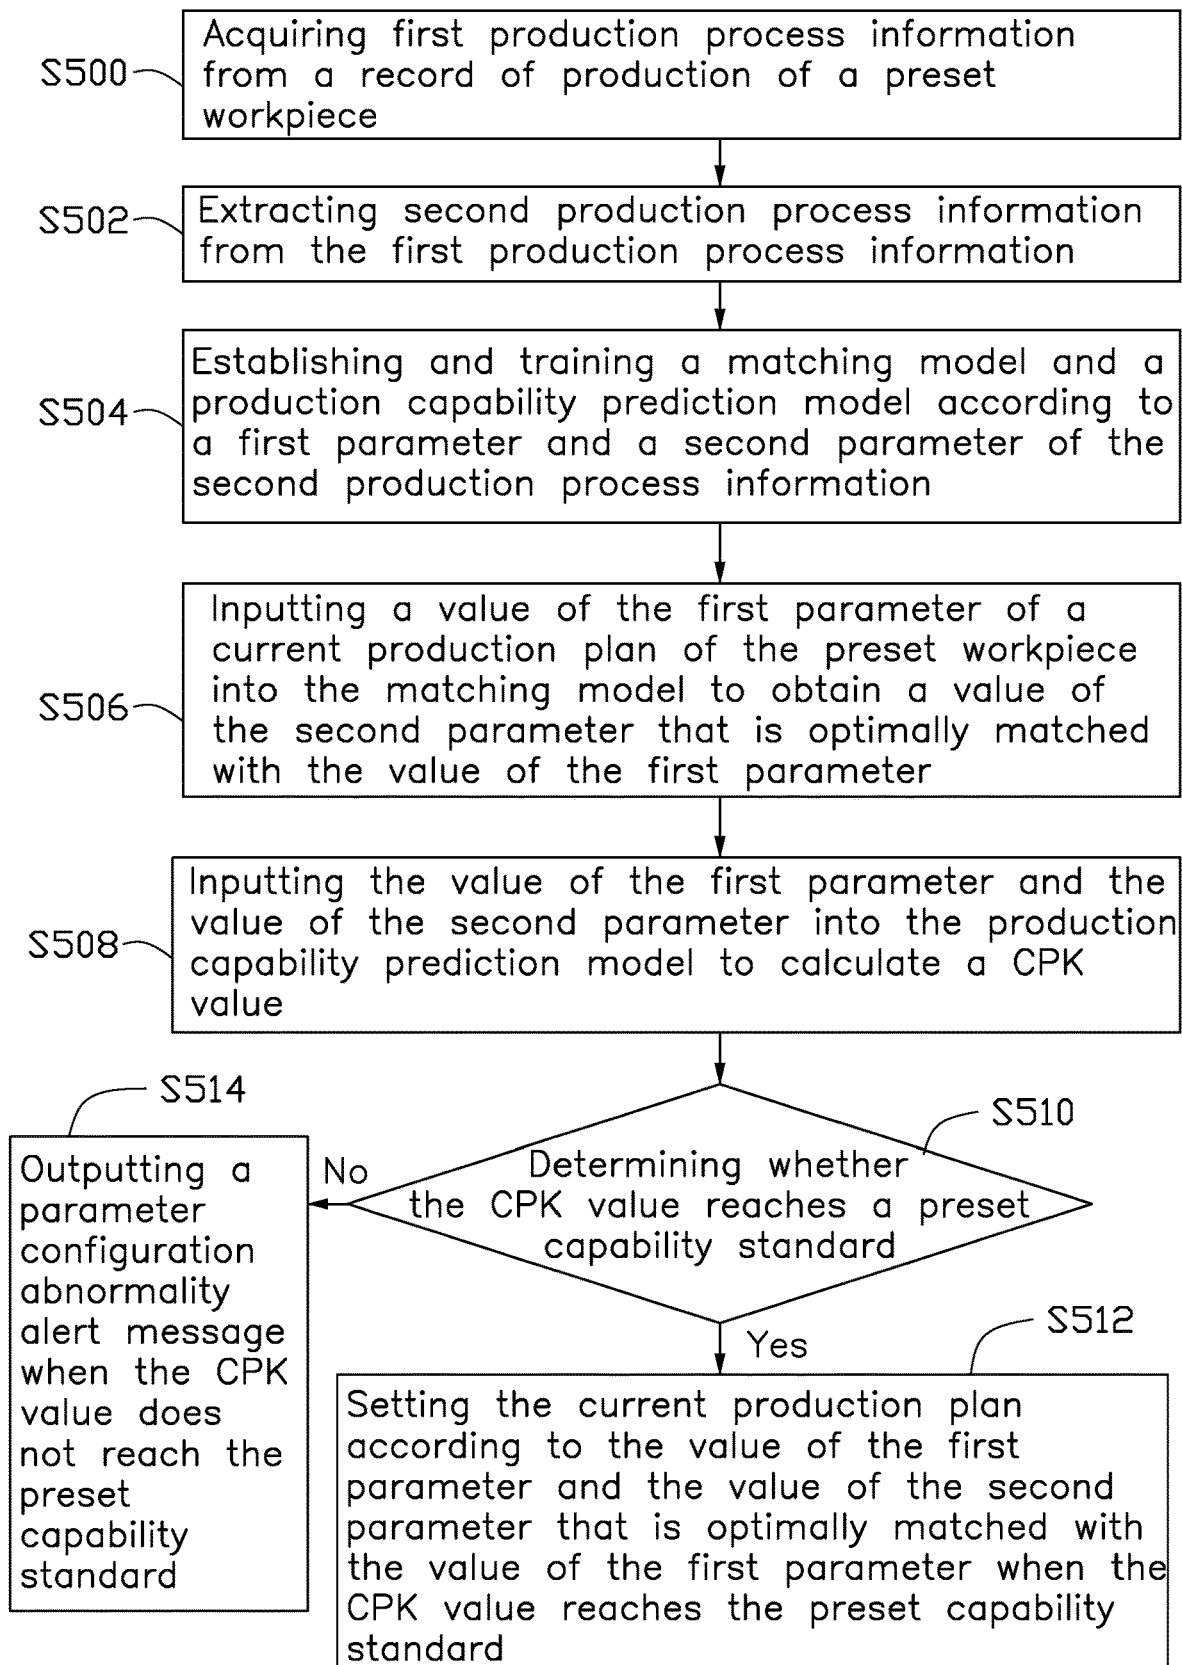 Acquiring first production process information
from a record of production of a preset
workpiece
S500
Extracting second production process information
from the first production process information
S502
Establishing and training a matching model and a
production capability prediction model according to
a first parameter and a second parameter of the
second production process information
S504
Inputting a value of the first parameter of a
current production plan of the preset workpiece
into the matching model to obtain a value of
the second parameter that is optimally matched
with the value of the first parameter
S506
Inputting the value of the first parameter and the
value of the second parameter into the production
capability prediction model to calculate a CPK
value
S508
S510
Determining whether
the CPK value reaches a preset
capability standard
No
S514
Outputting a
parameter
configuration
abnormality
alert message
when the CPK
value does
not reach the
preset
capability
standard
Yes
S512
Setting the current production plan
according to the value of the first
parameter and the value of the second
parameter that is optimally matched with
the value of the first parameter when the
CPK value reaches the preset capability
standard